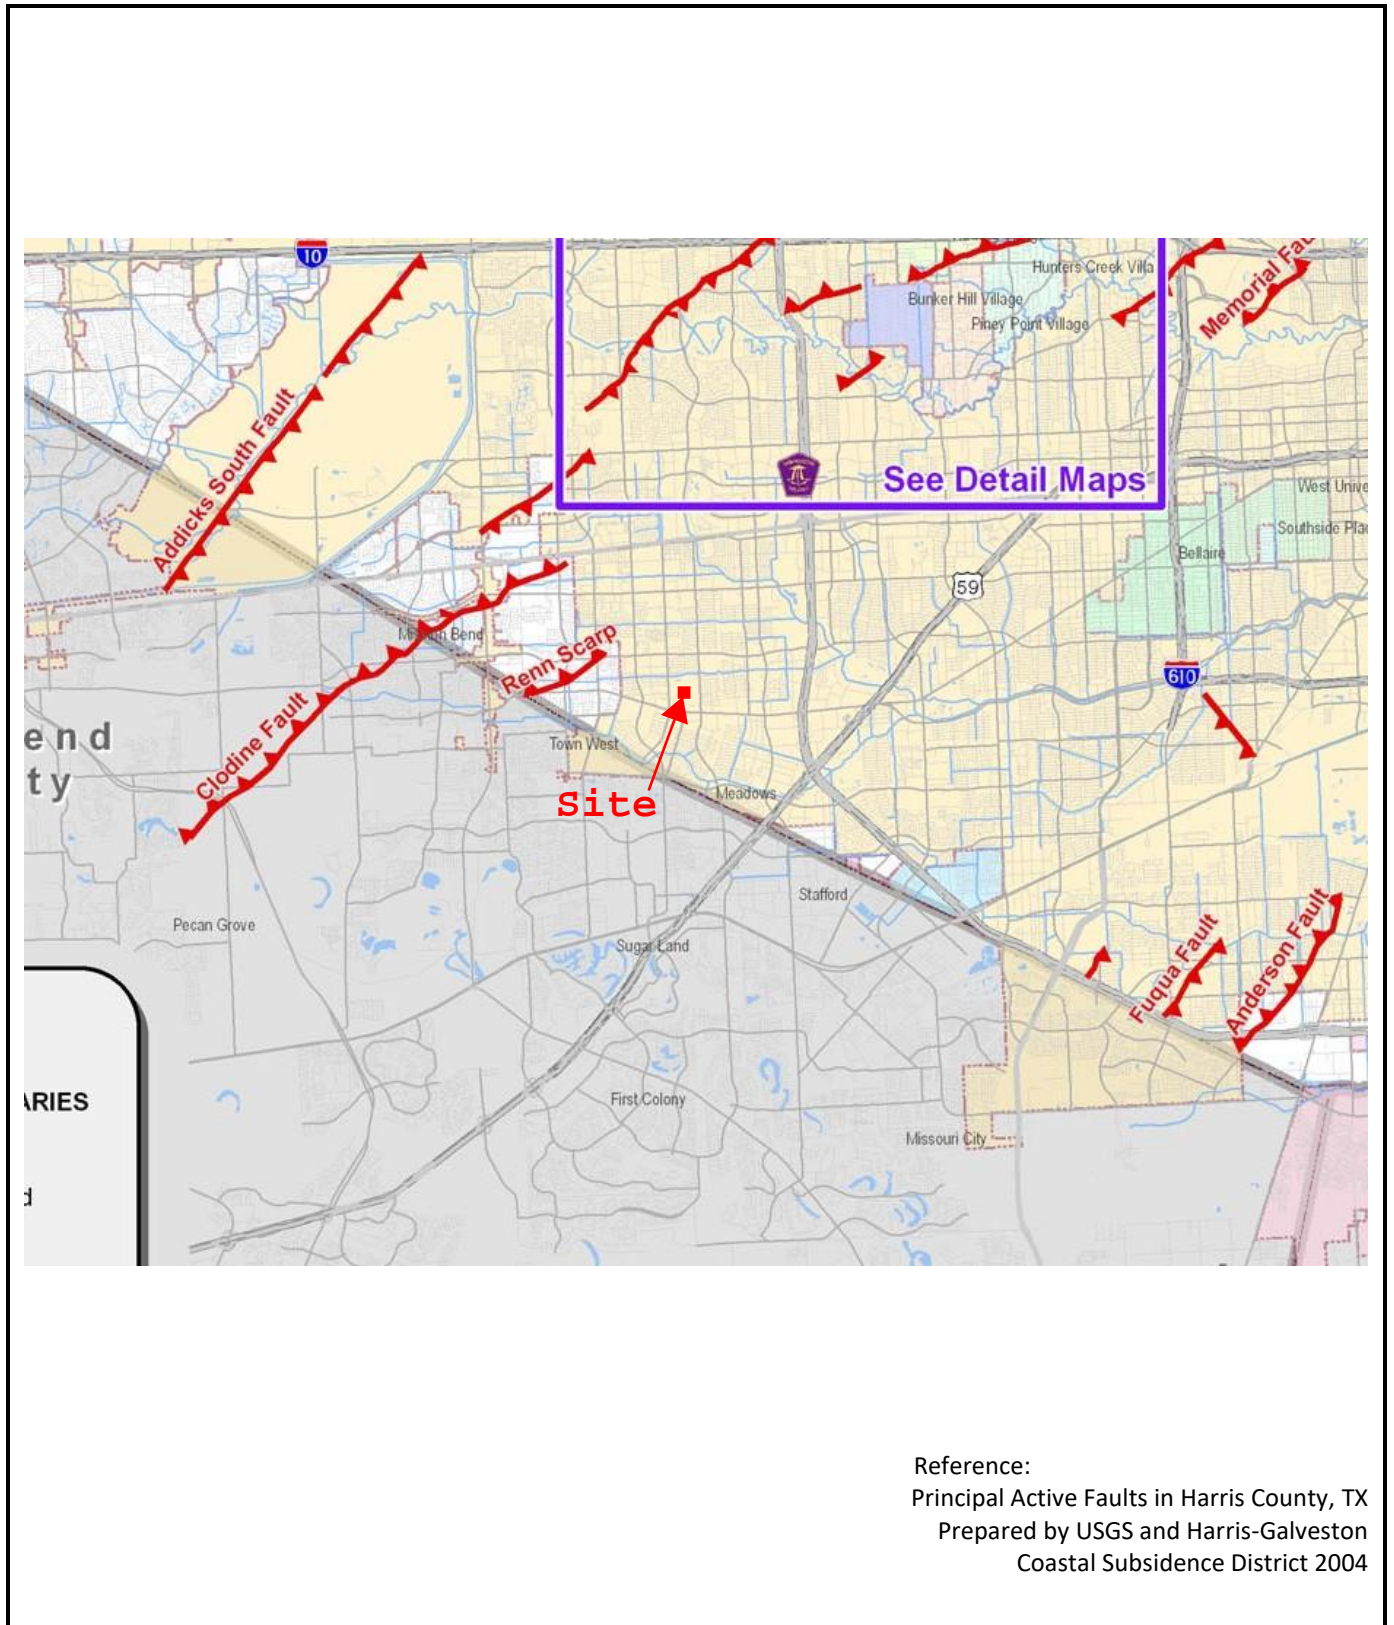 10
Hunters Creek Villa
Memorial Fau
Bunker Hill Village
Piney Point Village
Addicks South Fault
See Detail Maps
West Unive
Southside Plac
Bellaire
59
Mission Bend
Renn Scarp
610
Clodine Fault
end
ty
Town West
Site
Meadows
Stafford
Pecan Grove
Sugar Land
Fuqua Fault
Anderson Fault
ARIES
First Colony
Missouri City
d
Reference:
Principal Active Faults in Harris County, TX
Prepared by USGS and Harris-Galveston
Coastal Subsidence District 2004